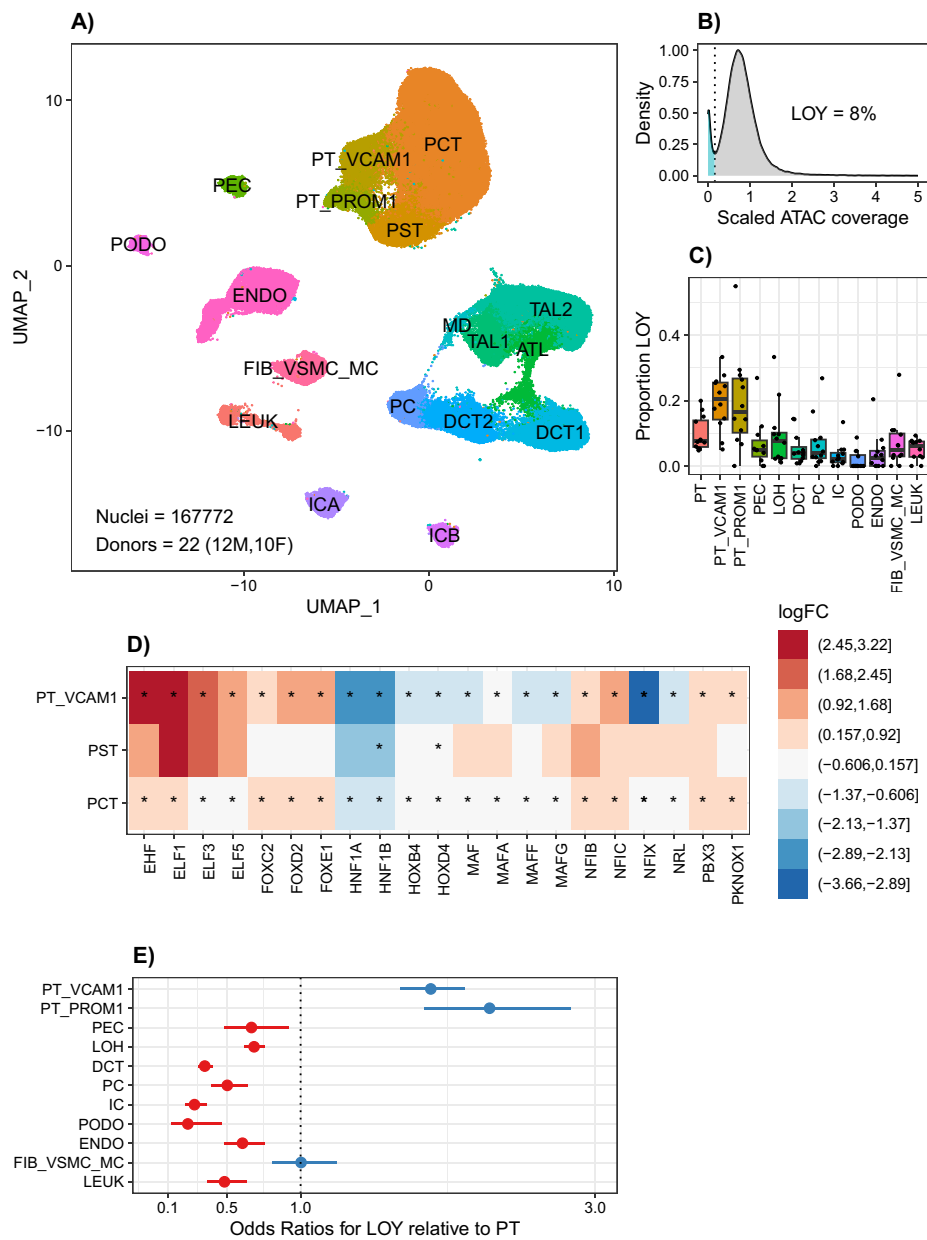 A)
10
0
−10
UMAP_2
PCT
PT_VCAM1
PEC
PT_PROM1
PST
PODO
ENDO
TAL2
MD
TAL1
ATL
FIB_VSMC_MC
PC
LEUK
DCT2
DCT1
ICA
ICB
Nuclei = 167772
Donors = 22 (12M,10F)
−10
0
10
UMAP_1
B)
1.00
0.75
0.50
0.25
0.00
Density
LOY = 8%
0
1
2
3
4
5
Scaled ATAC coverage
C)
0.4
0.2
0.0
Proportion LOY
PT
PT_VCAM1
PT_PROM1
PEC
LOH
DCT
PC
IC
PODO
ENDO
FIB_VSMC_MC
LEUK
D)
PT_VCAM1
* * * * * * * * * * * * * * * * * * * * *
PST
* *
PCT
* * * * * * * * * * * * * * * * * * * * *
EHF
ELF1
ELF3
ELF5
FOXC2
FOXD2
FOXE1
HNF1A
HNF1B
HOXB4
HOXD4
MAF
MAFA
MAFF
MAFG
NFIB
NFIC
NFIX
NRL
PBX3
PKNOX1
logFC
(2.45,3.22]
(1.68,2.45]
(0.92,1.68]
(0.157,0.92]
(−0.606,0.157]
(−1.37,−0.606]
(−2.13,−1.37]
(−2.89,−2.13]
(−3.66,−2.89]
E)
PT_VCAM1
PT_PROM1
PEC
LOH
DCT
PC
IC
PODO
ENDO
FIB_VSMC_MC
LEUK
0.1
0.5
1.0
3.0
Odds Ratios for LOY relative to PT